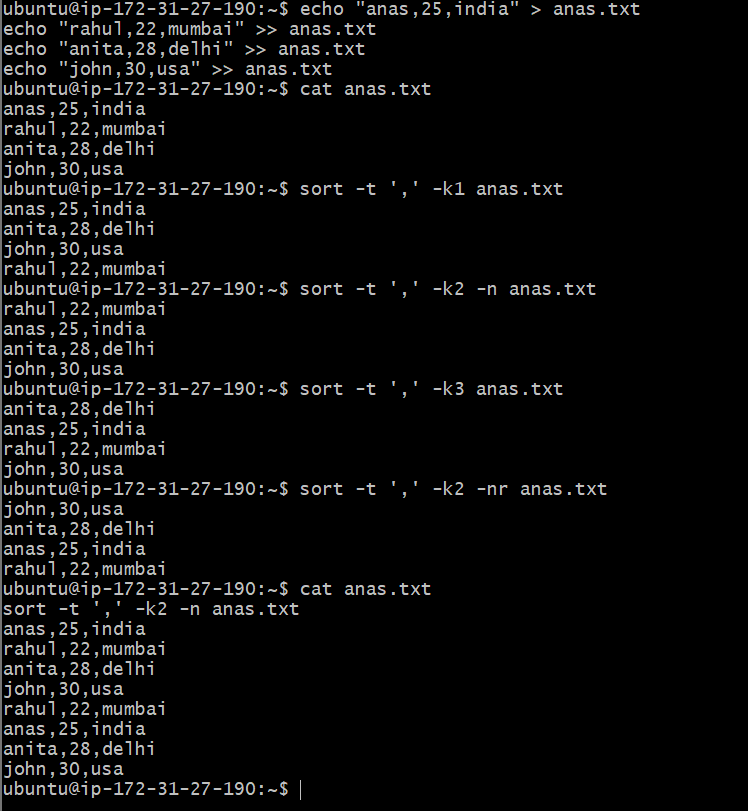 ubuntu@ip-172-31-27-190:~$ echo "anas,25,india" > anas.txt
echo "rahul,22,mumbai" >> anas.txt
echo "anita,28,delhi" >> anas.txt
echo "john,30,usa" >> anas.txt
ubuntu@ip-172-31-27-190:~$ cat anas.txt
anas,25,india
rahul,22,mumbai
anita,28,delhi
john,30,usa
ubuntu@ip-172-31-27-190:~$ sort -t ',' -k1 anas.txt
anas,25,india
anita,28,delhi
john,30,usa
rahul,22,mumbai
ubuntu@ip-172-31-27-190:~$ sort -t ',' -k2 -n anas.txt
rahul,22,mumbai
anas,25,india
anita,28,delhi
john,30,usa
ubuntu@ip-172-31-27-190:~$ sort -t ',' -k3 anas.txt
anita,28,delhi
anas,25,india
rahul,22,mumbai
john,30,usa
ubuntu@ip-172-31-27-190:~$ sort -t ',' -k2 -nr anas.txt
john,30,usa
anita,28,delhi
anas,25,india
rahul,22,mumbai
ubuntu@ip-172-31-27-190:~$ cat anas.txt
sort -t ',' -k2 -n anas.txt
anas,25,india
rahul,22,mumbai
anita,28,delhi
john,30,usa
rahul,22,mumbai
anas,25,india
anita,28,delhi
john,30,usa
ubuntu@ip-172-31-27-190:~$